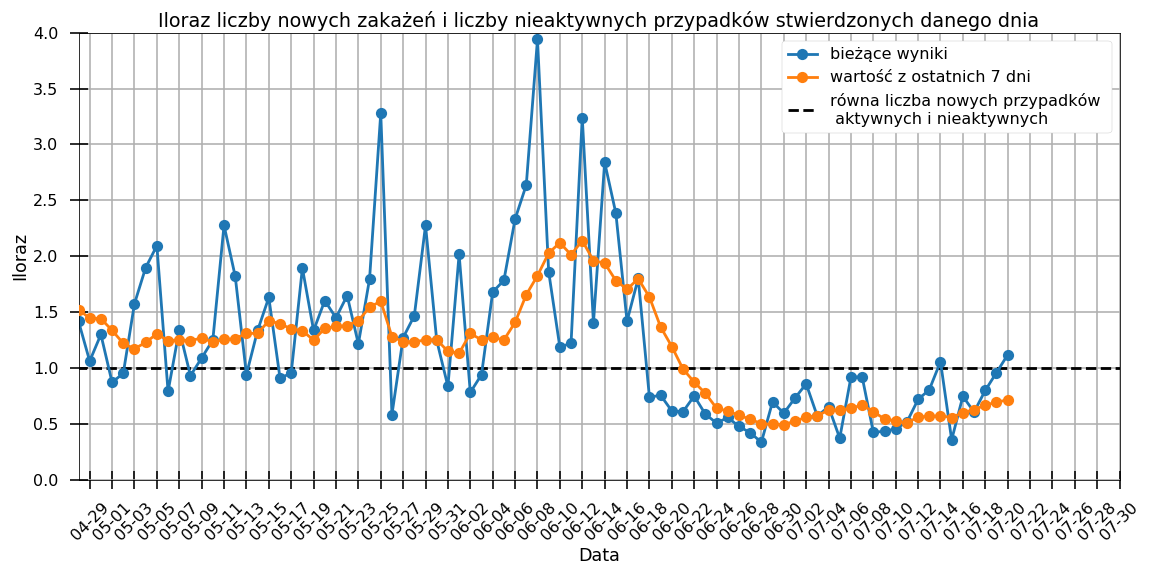 Iloraz liczby nowych zakażeń i liczby nieaktywnych przypadków stwierdzonych danego dnia
4.0
3.5
3.0
2.5
2.0
1.5
1.0
0.5
0.0
Iloraz
bieżące wyniki
wartość z ostatnich 7 dni
równa liczba nowych przypadków
aktywnych i nieaktywnych
04-29 05-01 05-03 05-05 05-07 05-09 05-11 05-13 05-15 05-17 05-19 05-21 05-23 05-25 05-27 05-29 05-31 06-02 06-04 06-06 06-08 06-10 06-12 06-14 06-16 06-18 06-20 06-22 06-24 06-26 06-28 06-30 07-02 07-04 07-06 07-08 07-10 07-12 07-14 07-16 07-18 07-20 07-22 07-24 07-26 07-28 07-30
Data